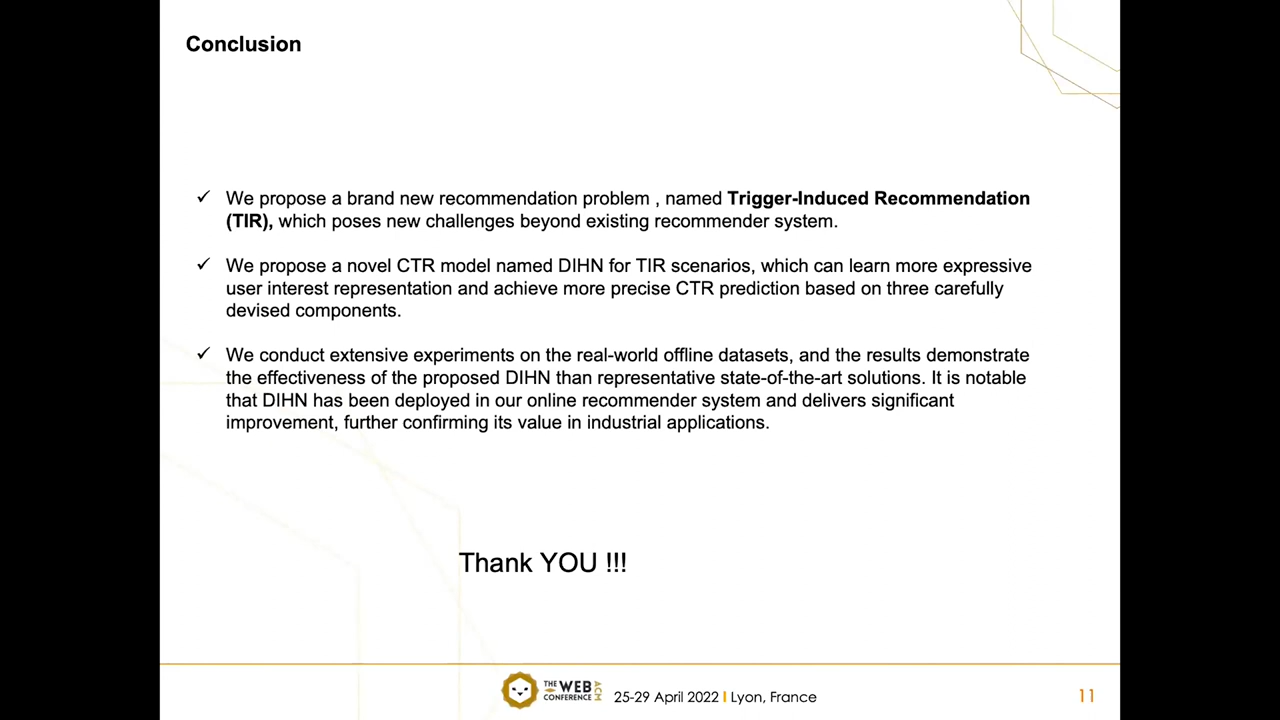 Conclusion
✓ We propose a brand new recommendation problem , named Trigger-Induced Recommendation
(TIR), which poses new challenges beyond existing recommender system.
✓ We propose a novel CTR model named DIHN for TIR scenarios, which can learn more expressive
user interest representation and achieve more precise CTR prediction based on three carefully
devised components.
✓ We conduct extensive experiments on the real-world offline datasets, and the results demonstrate
the effectiveness of the proposed DIHN than representative state-of-the-art solutions. It is notable
that DIHN has been deployed in our online recommender system and delivers significant
improvement, further confirming its value in industrial applications.
Thank YOU !!!
THE WEB CONFERENCE ACM
25-29 April 2022 | Lyon, France
11